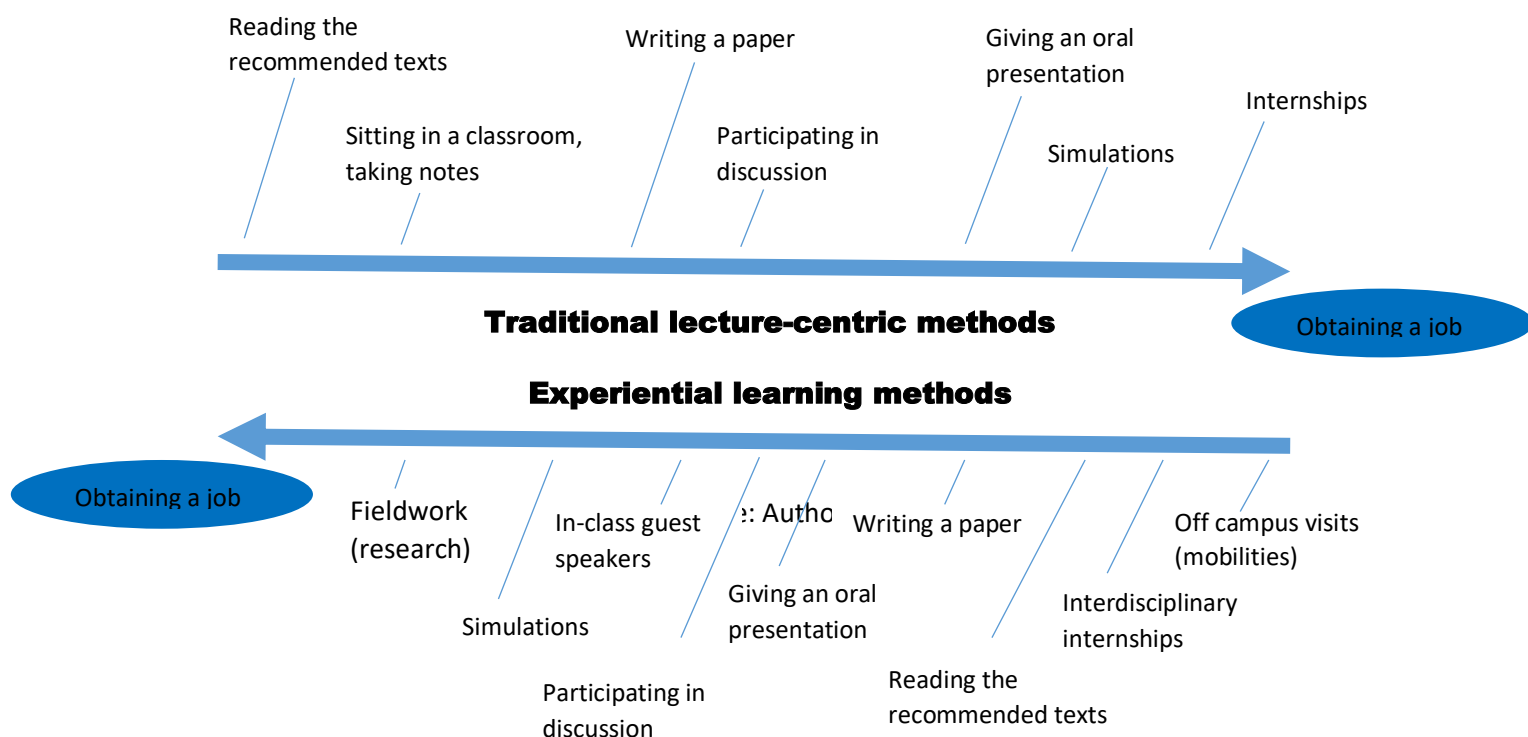 Reading the
recommended texts
Writing a paper
Giving an oral
presentation
Internships
Sitting in a classroom,
taking notes
Participating in
discussion
Simulations
Traditional lecture-centric methods
Obtaining a job
Experiential learning methods
Obtaining a job
Fieldwork
(research)
In-class guest
speakers
Writing a paper
Off campus visits
(mobilities)
Simulations
Giving an oral
presentation
Interdisciplinary
internships
Participating in
discussion
Reading the
recommended texts